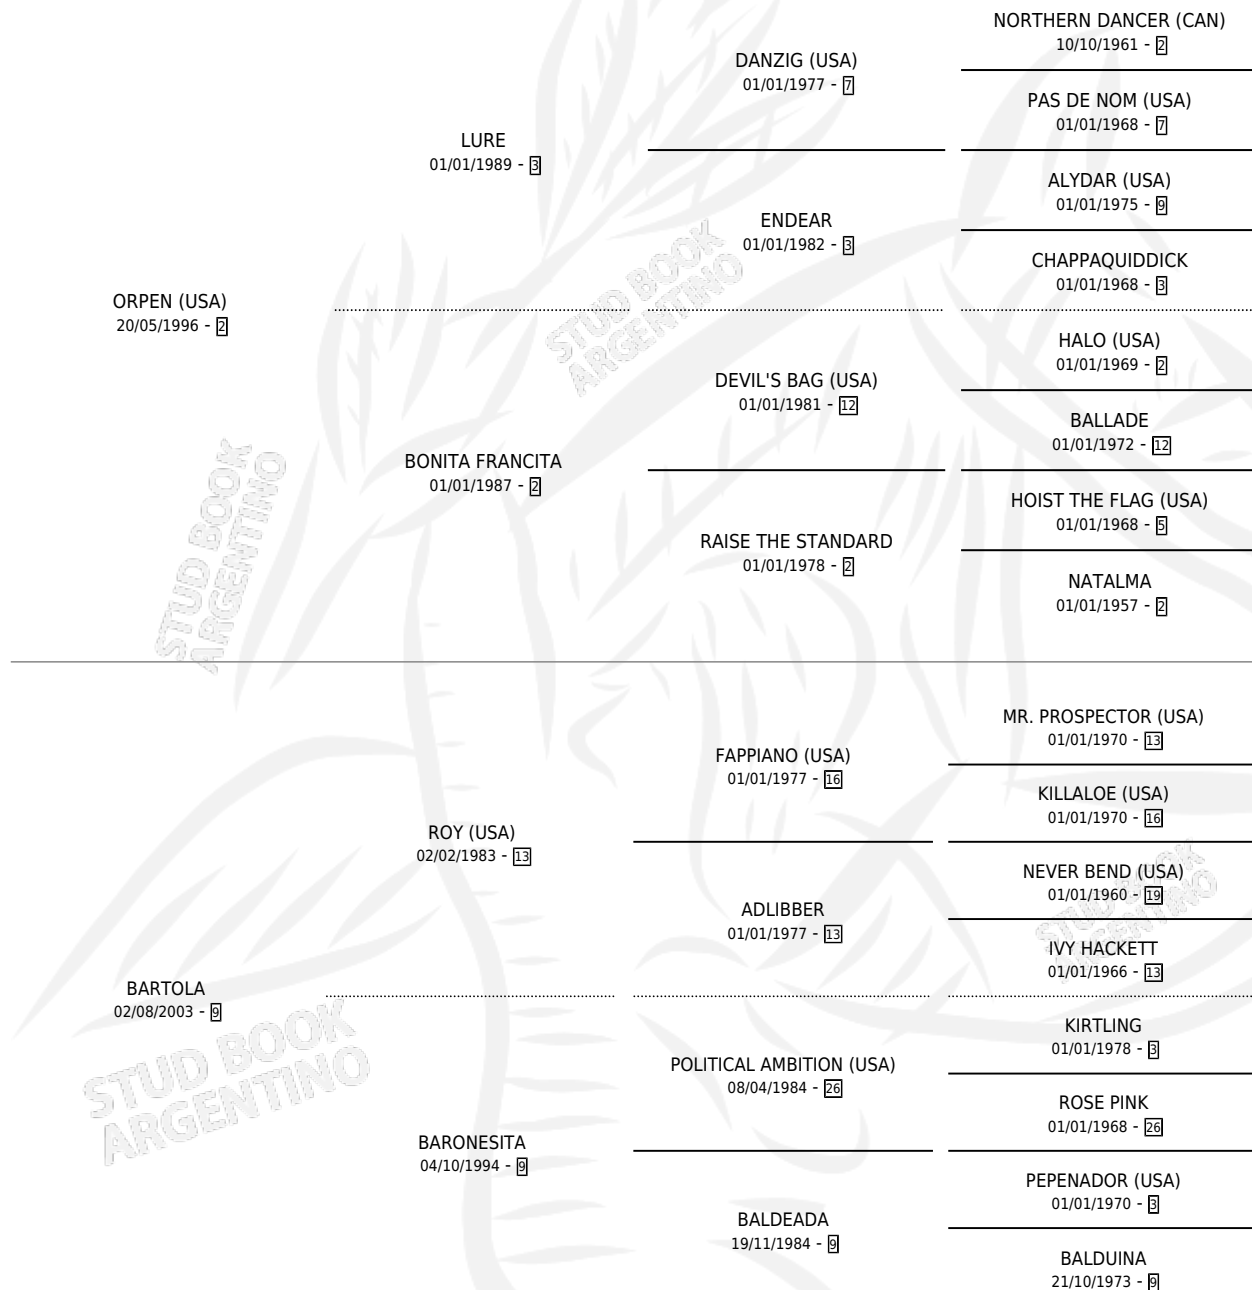 ORPEN (USA)
20/05/1996 - 2
LURE
01/01/1989 - 3
BONITA FRANCITA
01/01/1987 - 2
DANZIG (USA)
01/01/1977 - 7
ENDEAR
01/01/1982 - 3
DEVIL'S BAG (USA)
01/01/1981 - 12
RAISE THE STANDARD
01/01/1978 - 2
NORTHERN DANCER (CAN)
10/10/1961 - 2
PAS DE NOM (USA)
01/01/1968 - 7
ALYDAR (USA)
01/01/1975 - 9
CHAPPAQUIDDICK
01/01/1968 - 3
HALO (USA)
01/01/1969 - 2
BALLADE
01/01/1972 - 12
HOIST THE FLAG (USA)
01/01/1968 - 5
NATALMA
01/01/1957 - 2
STUD BOOK
ARGENTINO
STUD BOOK
ARGENTINO
BARTOLA
02/08/2003 - 9
ROY (USA)
02/02/1983 - 13
BARONESITA
04/10/1994 - 9
FAPPIANO (USA)
01/01/1977 - 16
ADLIBBER
01/01/1977 - 13
POLITICAL AMBITION (USA)
08/04/1984 - 26
BALDEADA
19/11/1984 - 9
MR. PROSPECTOR (USA)
01/01/1970 - 13
KILLALOE (USA)
01/01/1970 - 16
NEVER BEND (USA)
01/01/1960 - 19
IVY HACKETT
01/01/1966 - 13
KIRTLING
01/01/1978 - 3
ROSE PINK
01/01/1968 - 26
PEPENADOR (USA)
01/01/1970 - 3
BALDUINA
21/10/1973 - 9
STUD BOOK
ARGENTINO
STUD BOOK
ARGENTINO